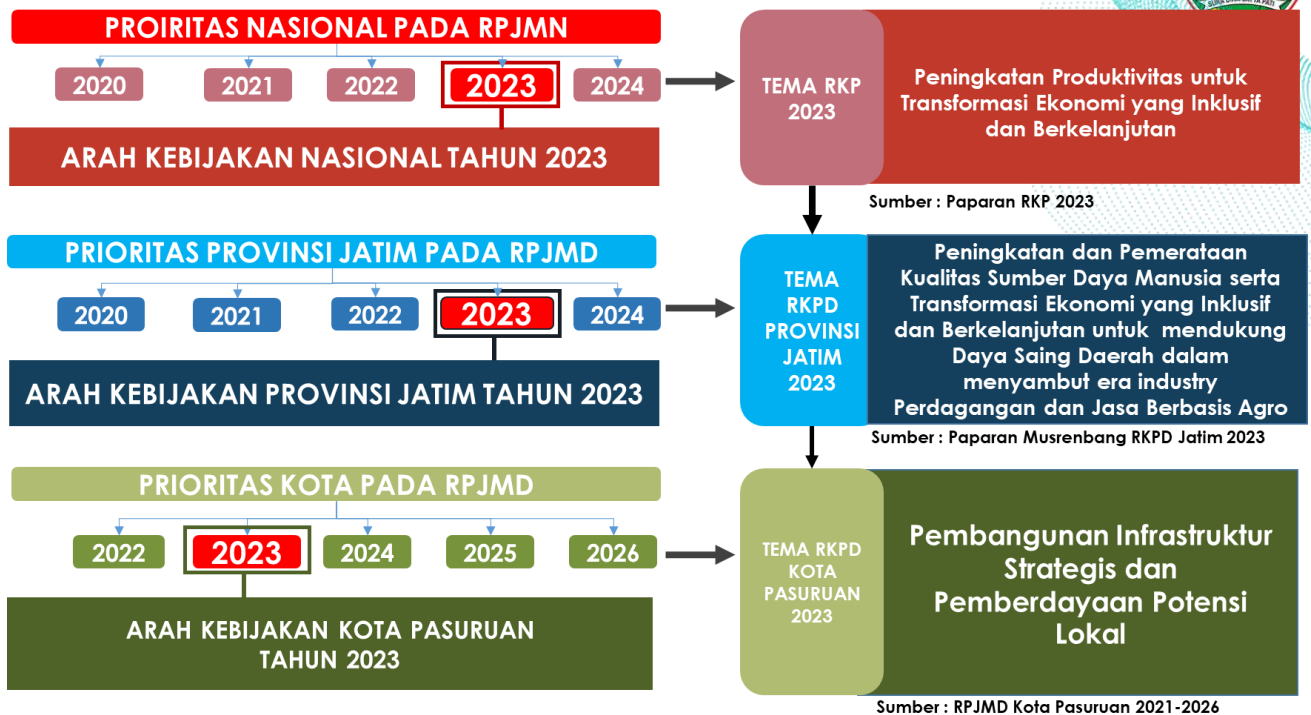 SURA DIRA SATYA PATI
PROIRITAS NASIONAL PADA RPJMN
2020 2021 2022 2023 2024
ARAH KEBIJAKAN NASIONAL TAHUN 2023
TEMA RKP
2023
Peningkatan Produktivitas untuk
Transformasi Ekonomi yang Inklusif
dan Berkelanjutan
Sumber : Paparan RKP 2023
PRIORITAS PROVINSI JATIM PADA RPJMD
2020 2021 2022 2023 2024
ARAH KEBIJAKAN PROVINSI JATIM TAHUN 2023
TEMA
RKPD
PROVINSI
JATIM
2023
Peningkatan dan Pemerataan
Kualitas Sumber Daya Manusia serta
Transformasi Ekonomi yang Inklusif
dan Berkelanjutan untuk mendukung
Daya Saing Daerah dalam
menyambut era industry
Perdagangan dan Jasa Berbasis Agro
Sumber : Paparan Musrenbang RKPD Jatim 2023
PRIORITAS KOTA PADA RPJMD
2022 2023 2024 2025 2026
ARAH KEBIJAKAN KOTA PASURUAN
TAHUN 2023
TEMA RKPD
KOTA
PASURUAN
2023
Pembangunan Infrastruktur
Strategis dan
Pemberdayaan Potensi
Lokal
Sumber : RPJMD Kota Pasuruan 2021-2026